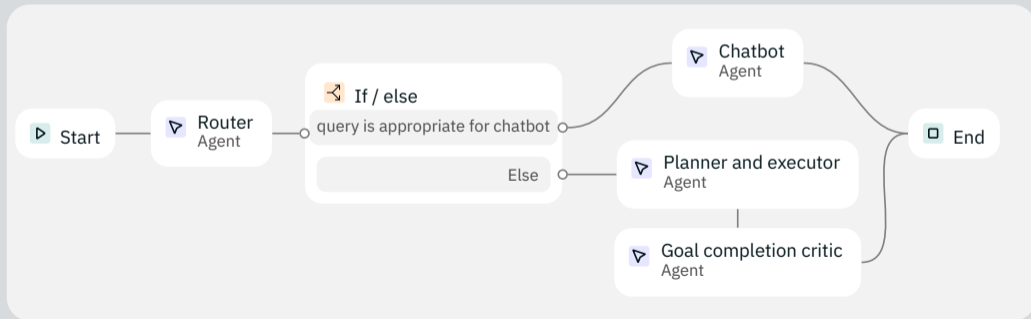 Start
Router
Agent
If / else
query is appropriate for chatbot
Else
Chatbot
Agent
Planner and executor
Agent
Goal completion critic
Agent
End